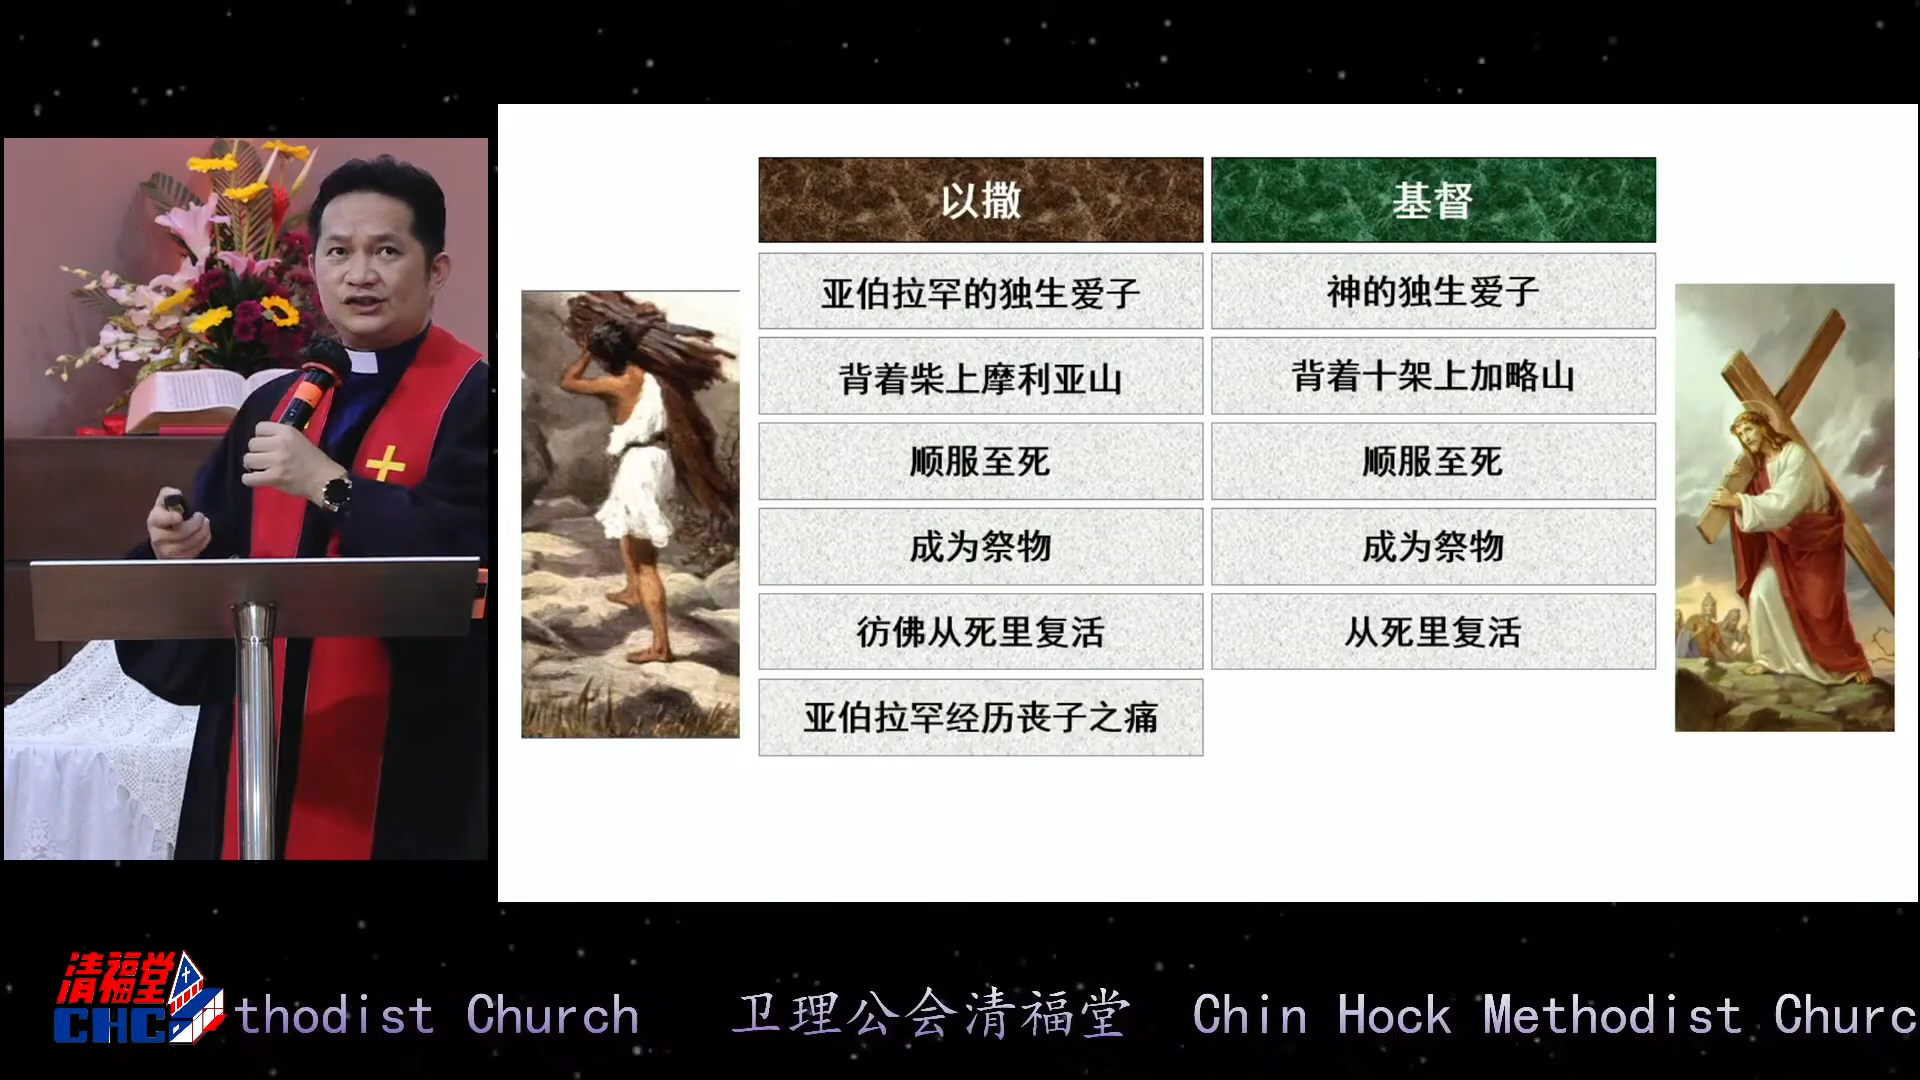 以撒
基督
亚伯拉罕的独生爱子
神的独生爱子
背着柴上摩利亚山
背着十架上加略山
顺服至死
顺服至死
成为祭物
成为祭物
彷佛从死里复活
从死里复活
亚伯拉罕经历丧子之痛
清福堂
CHC
thodist Church 卫理公会清福堂 Chin Hock Methodist Churc